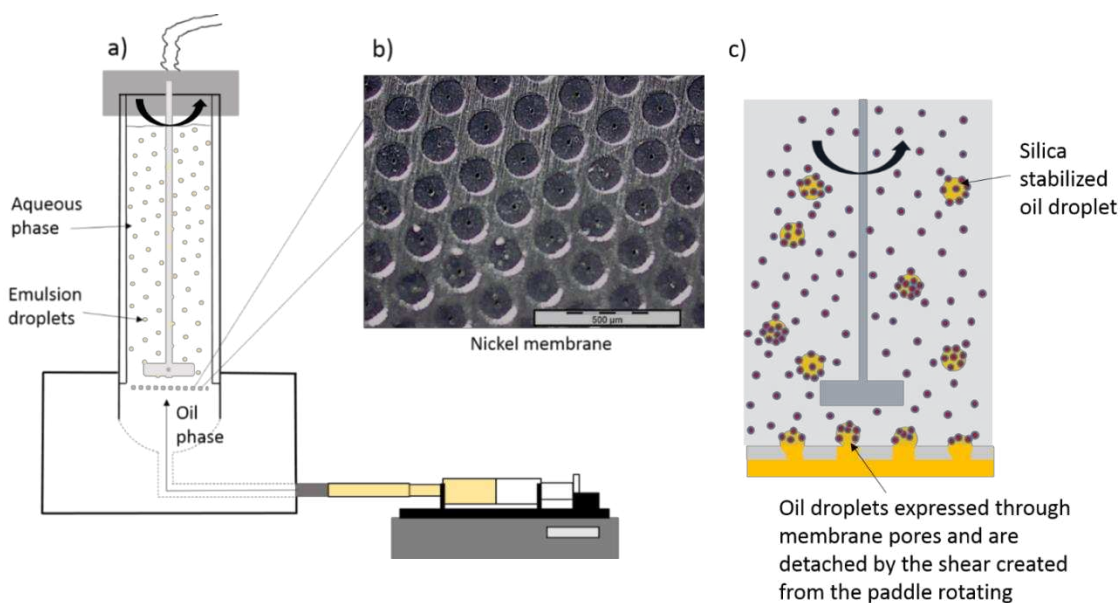 a)
Aqueous
phase
Emulsion
droplets
Oil
phase
b)
500 µm
Nickel membrane
c)
Silica
stabilized
oil droplet
Oil droplets expressed through
membrane pores and are
detached by the shear created
from the paddle rotating